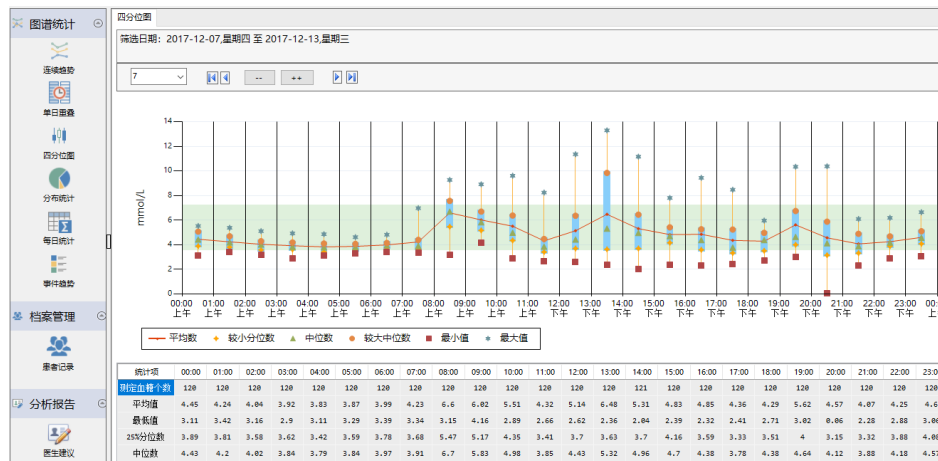 图谱统计
连续趋势
单日重叠
四分位图
分布统计
每日统计
事件趋势
档案管理
患者记录
分析报告
医生建议
四分位图
筛选日期：2017-12-07,星期四 至 2017-12-13,星期三
7 -- ++
mmol/L
14
12
10
8
6
4
2
0
00:00 01:00 02:00 03:00 04:00 05:00 06:00 07:00 08:00 09:00 10:00 11:00 12:00 13:00 14:00 15:00 16:00 17:00 18:00 19:00 20:00 21:00 22:00 23:00 00:
上午 上午 上午 上午 上午 上午 上午 上午 上午 上午 上午 上午 下午 下午 下午 下午 下午 下午 下午 下午 下午 下午 下午 下午 上
平均数 较小分位数 中位数 较大中位数 最小值 最大值
统计项 00:00 01:00 02:00 03:00 04:00 05:00 06:00 07:00 08:00 09:00 10:00 11:00 12:00 13:00 14:00 15:00 16:00 17:00 18:00 19:00 20:00 21:00 22:00 23:0
测定血糖个数 120 120 120 120 120 120 120 120 120 120 120 120 120 120 121 120 120 120 120 120 120 120 120 120
平均值 4.45 4.24 4.04 3.92 3.83 3.87 3.99 4.23 6.6 6.02 5.51 4.32 5.14 6.48 5.31 4.83 4.85 4.36 4.29 5.62 4.57 4.07 4.25 4.6
最低值 3.11 3.42 3.16 2.9 3.11 3.29 3.39 3.34 3.15 4.16 2.89 2.66 2.62 2.36 2.04 2.39 2.32 2.41 2.71 3.02 0.06 2.28 2.88 3.06
25%分位数 3.89 3.81 3.58 3.62 3.42 3.59 3.78 3.68 5.47 5.17 4.35 3.41 3.7 3.63 3.7 4.16 3.59 3.33 3.51 4 3.15 3.32 3.88 4.08
中位数 4.43 4.2 4.02 3.84 3.79 3.84 3.97 3.91 6.7 5.83 4.98 3.85 4.43 5.32 4.96 4.7 4.38 3.78 4.38 4.64 4.12 3.88 4.18 4.57